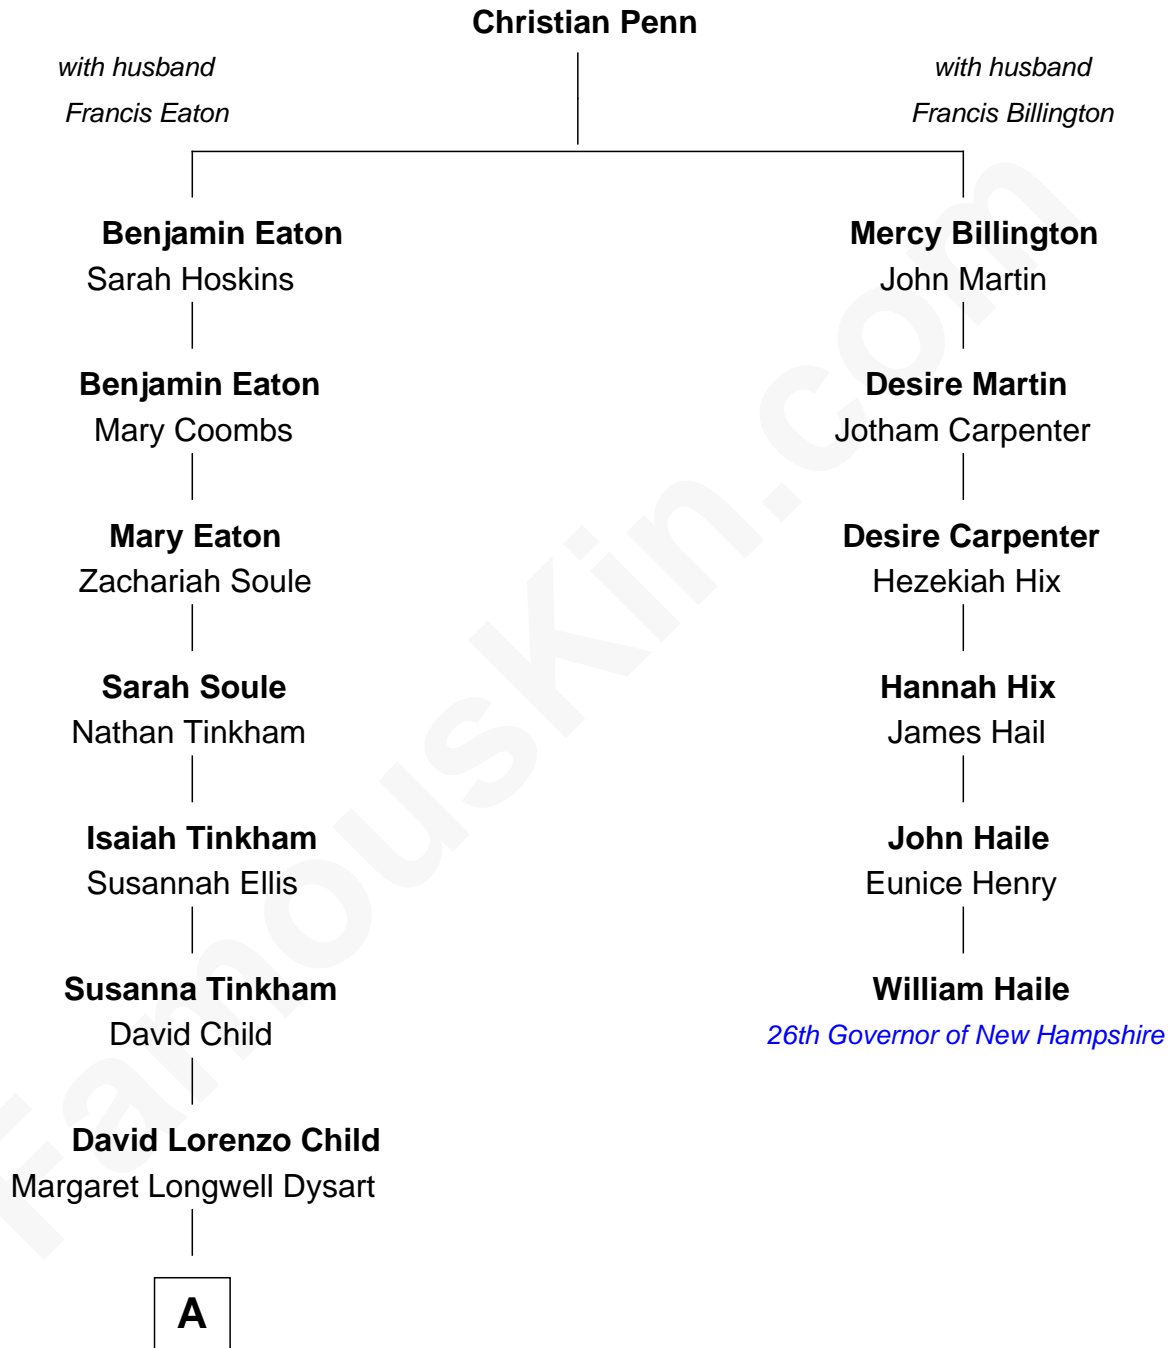 Christian Penn
with husband
Francis Eaton
with husband
Francis Billington
Benjamin Eaton
Sarah Hoskins
Benjamin Eaton
Mary Coombs
Mary Eaton
Zachariah Soule
Sarah Soule
Nathan Tinkham
Isaiah Tinkham
Susannah Ellis
Susanna Tinkham
David Child
David Lorenzo Child
Margaret Longwell Dysart
A
Mercy Billington
John Martin
Desire Martin
Jotham Carpenter
Desire Carpenter
Hezekiah Hix
Hannah Hix
James Hail
John Haile
Eunice Henry
William Haile
26th Governor of New Hampshire
FamousKin.com